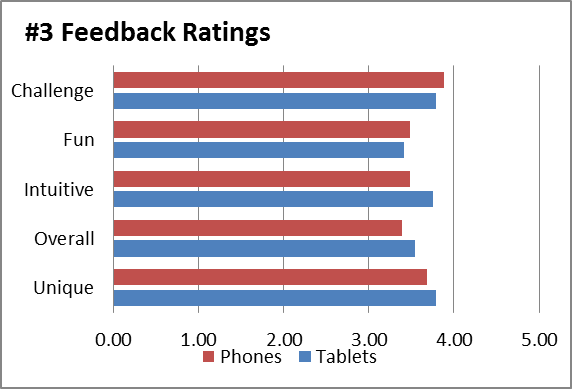 #3 Feedback Ratings
Challenge
Fun
Intuitive
Overall
Unique
0.00 1.00 2.00 3.00 4.00 5.00
Phones Tablets